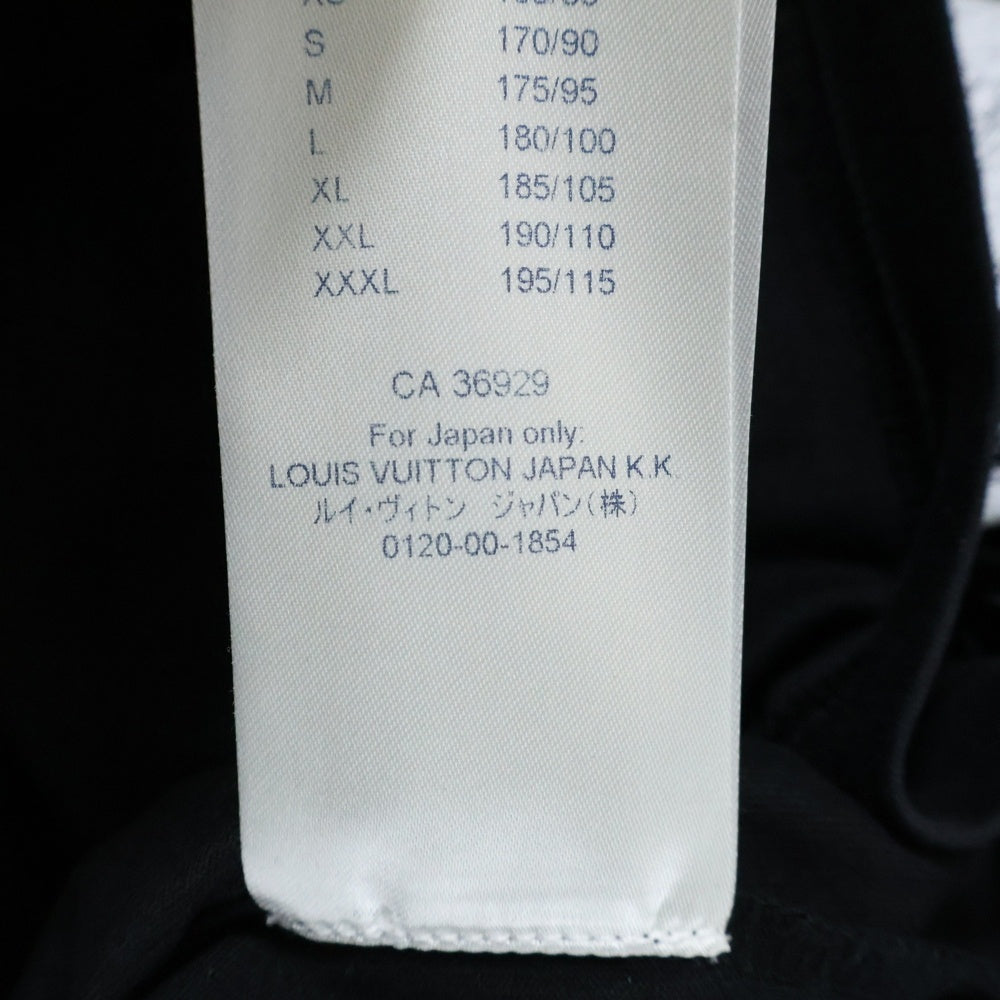 S 170/90
M 175/95
L 180/100
XL 185/105
XXL 190/110
XXXL 195/115
CA 36929
For Japan only:
LOUIS VUITTON JAPAN K.K.
ルイ・ヴィトン ジャパン(株)
0120-00-1854